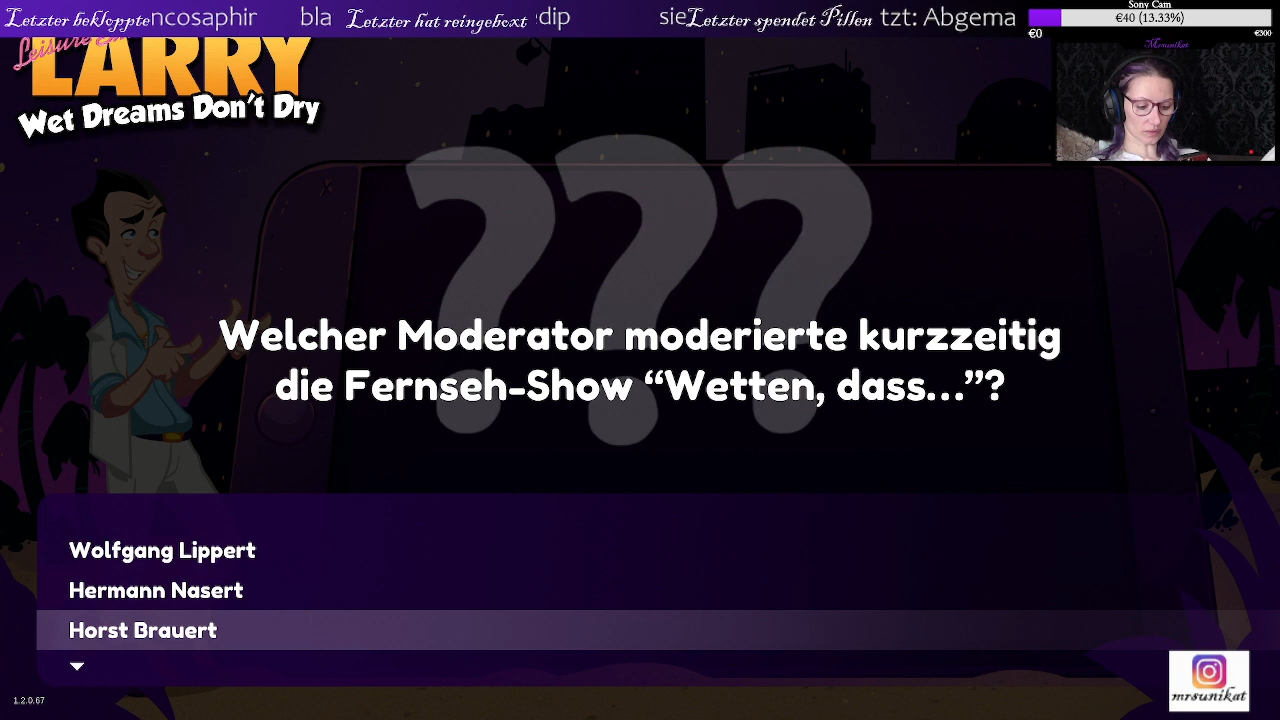 Letzter bekloppte
ncosaphir
bla
Letzter hat reingeboxt
dip
sie
Letzter spendet Pillen
tzt: Abgema
Sony Cam
€40 (13.33%)
€0
€300
Mrsunikat
LARRY
Wet Dreams Don't Dry
???
Welcher Moderator moderierte kurzzeitig
die Fernseh-Show “Wetten, dass...”?
Wolfgang Lippert
Hermann Nasert
Horst Brauert
1.2.0.67
mrsunikat